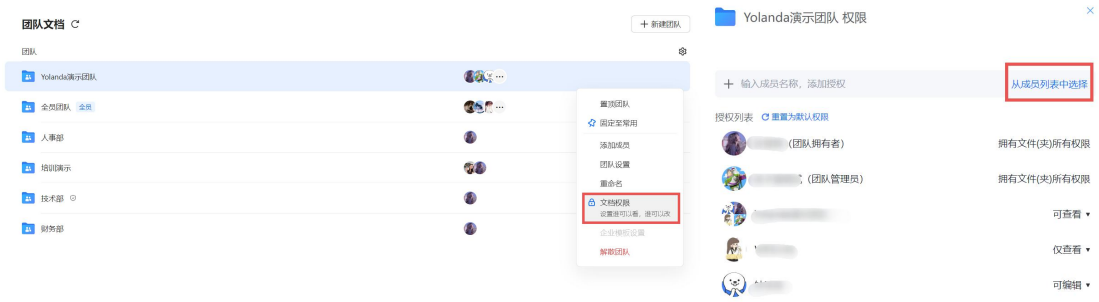 团队文档
+ 新建团队
团队
Yolanda演示团队
全员团队 全员
人事部
培训演示
技术部
财务部
置顶团队
固定至常用
添加成员
团队设置
重命名
文档权限
设置谁可以看，谁可以改
企业模板设置
解散团队
Yolanda演示团队 权限
+ 输入成员名称，添加授权
从成员列表中选择
授权列表 重置为默认权限
(团队拥有者) 拥有文件(夹)所有权限
(团队管理员) 拥有文件(夹)所有权限
可查看
仅查看
可编辑